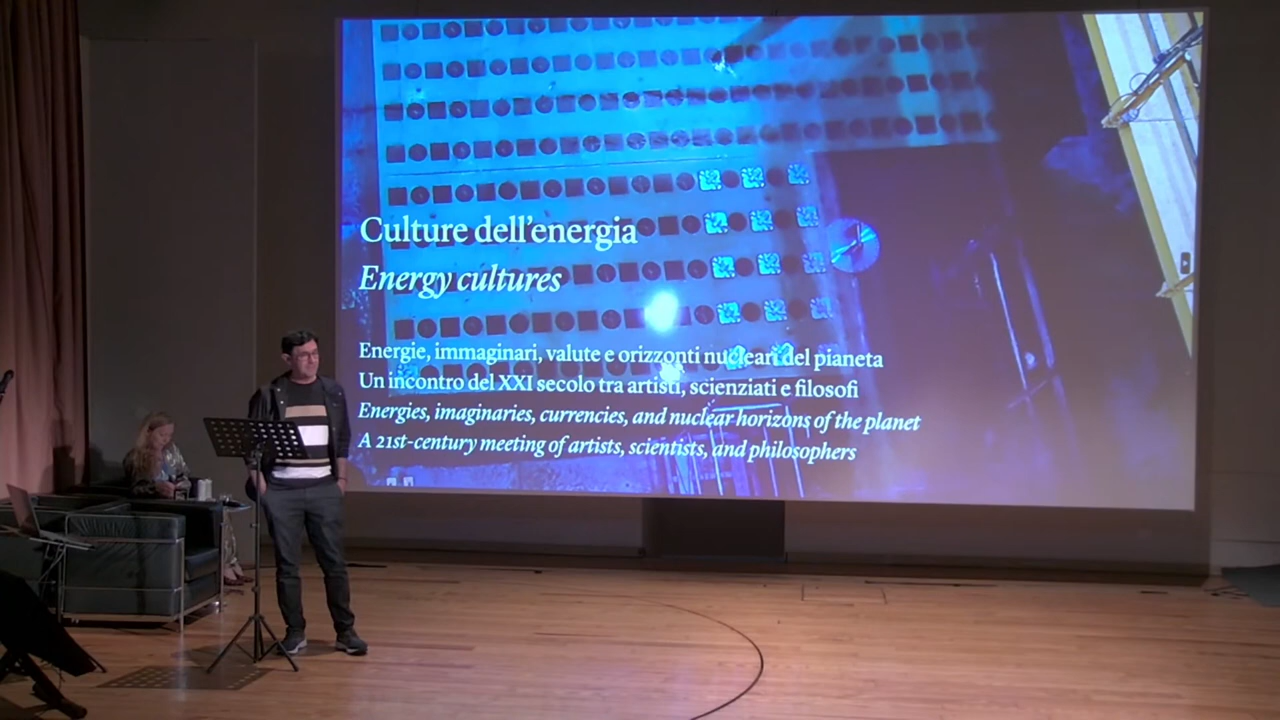 Culture dell'energia
Energy cultures
Energie, immaginari, valute e orizzonti nucleari del pianeta
Un incontro del XXI secolo tra artisti, scienziati e filosofi
Energies, imaginaries, currencies, and nuclear horizons of the planet
A 21st-century meeting of artists, scientists, and philosophers